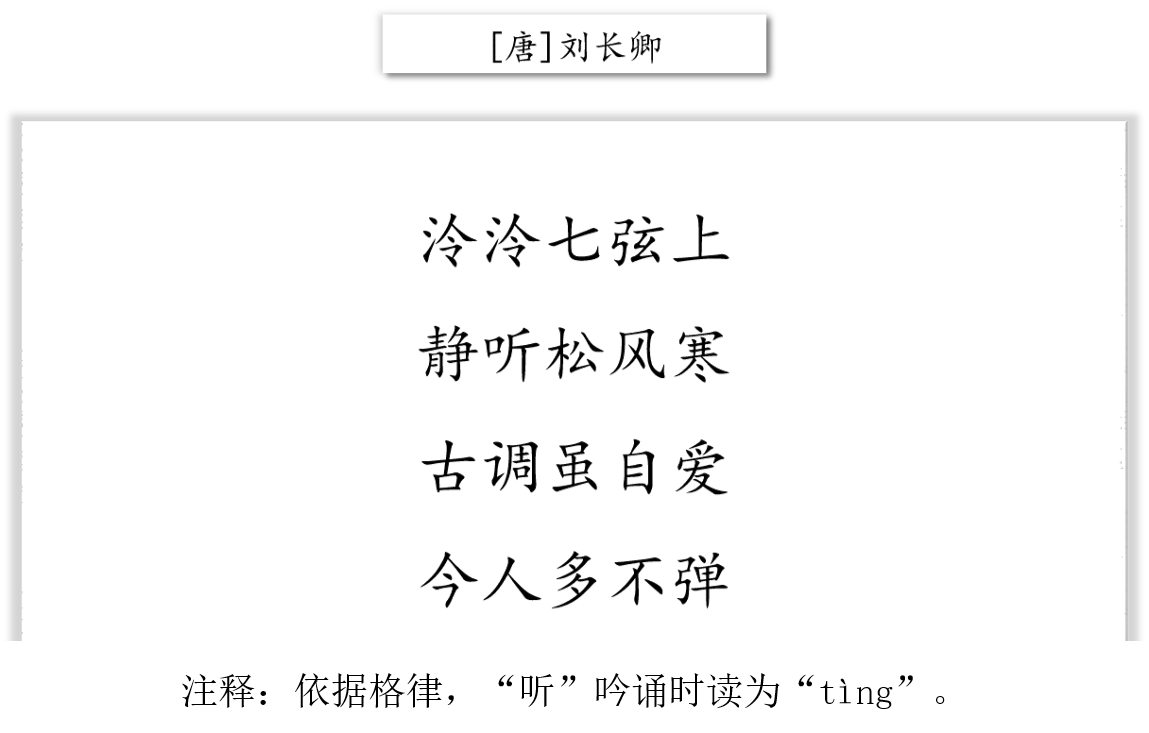 [唐]刘长卿
泠泠七弦上
静听松风寒
古调虽自爱
今人多不弹
注释：依据格律，“听”吟诵时读为“tìng”。